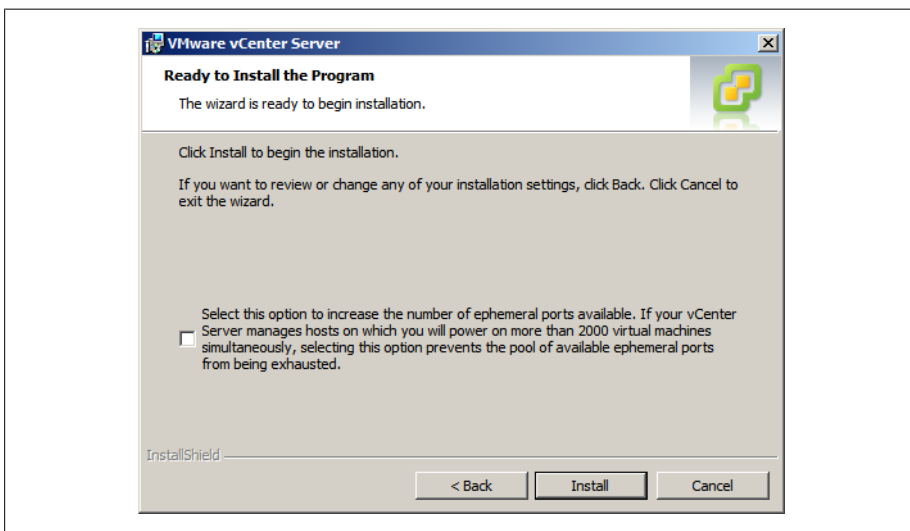 VMware vCenter Server
Ready to Install the Program
The wizard is ready to begin installation.
Click Install to begin the installation.
If you want to review or change any of your installation settings, click Back. Click Cancel to
exit the wizard.
Select this option to increase the number of ephemeral ports available. If your vCenter
Server manages hosts on which you will power on more than 2000 virtual machines
simultaneously, selecting this option prevents the pool of available ephemeral ports
from being exhausted.
InstallShield
< Back
Install
Cancel